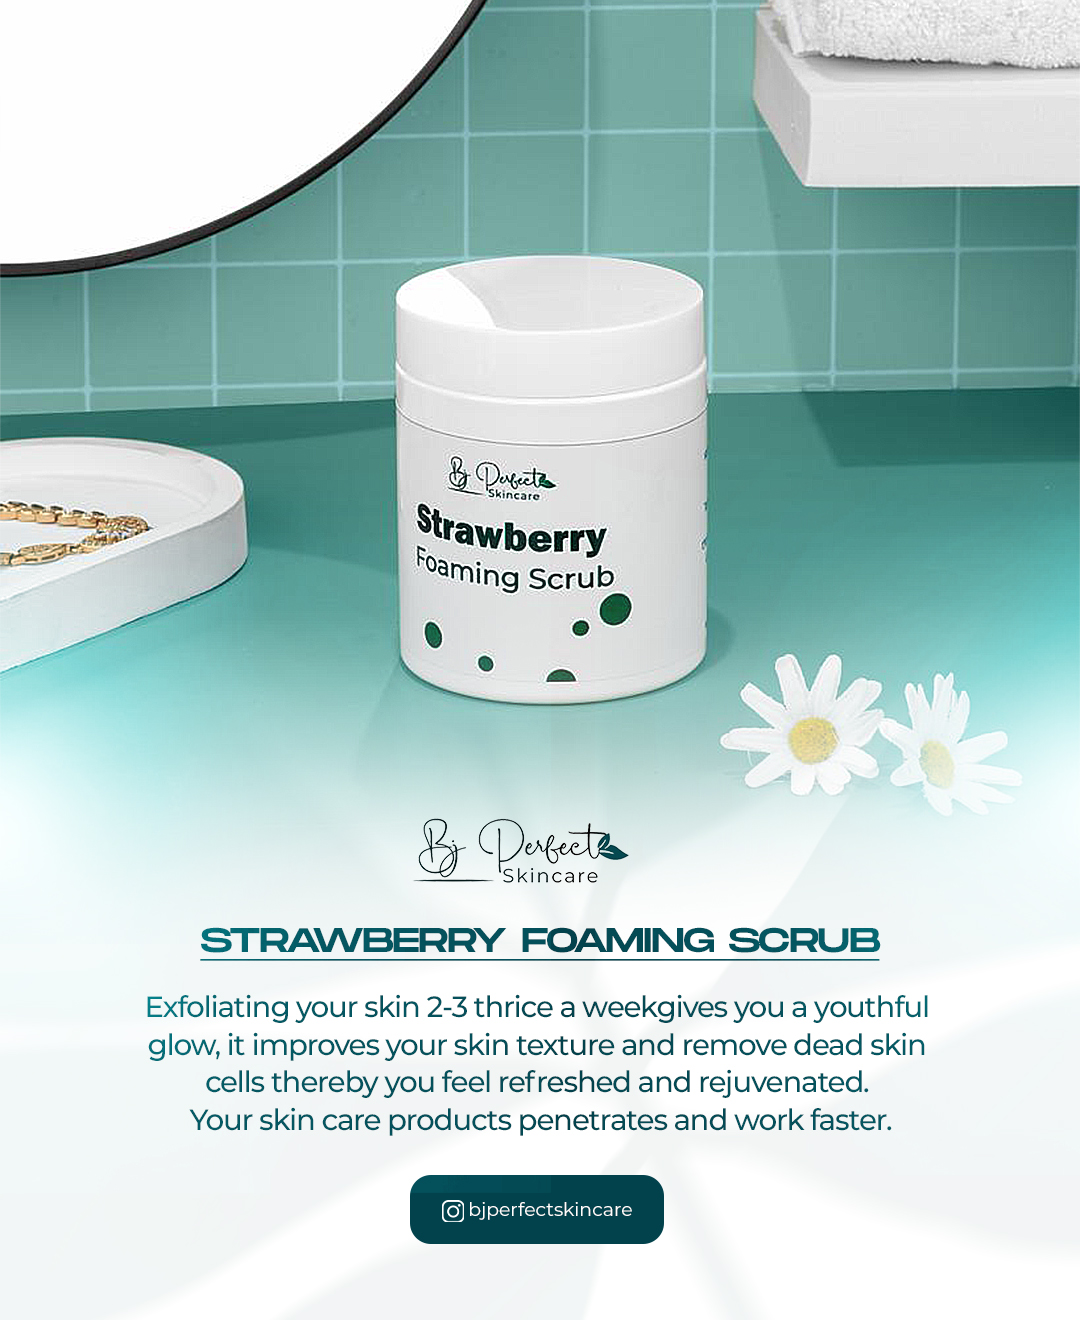 Bj Perfect
Skincare
Strawberry
Foaming Scrub
Bj Perfect
Skincare
STRAWBERRY FOAMING SCRUB
Exfoliating your skin 2-3 thrice a weekgives you a youthful
glow, it improves your skin texture and remove dead skin
cells thereby you feel refreshed and rejuvenated.
Your skin care products penetrates and work faster.
bjperfectskincare